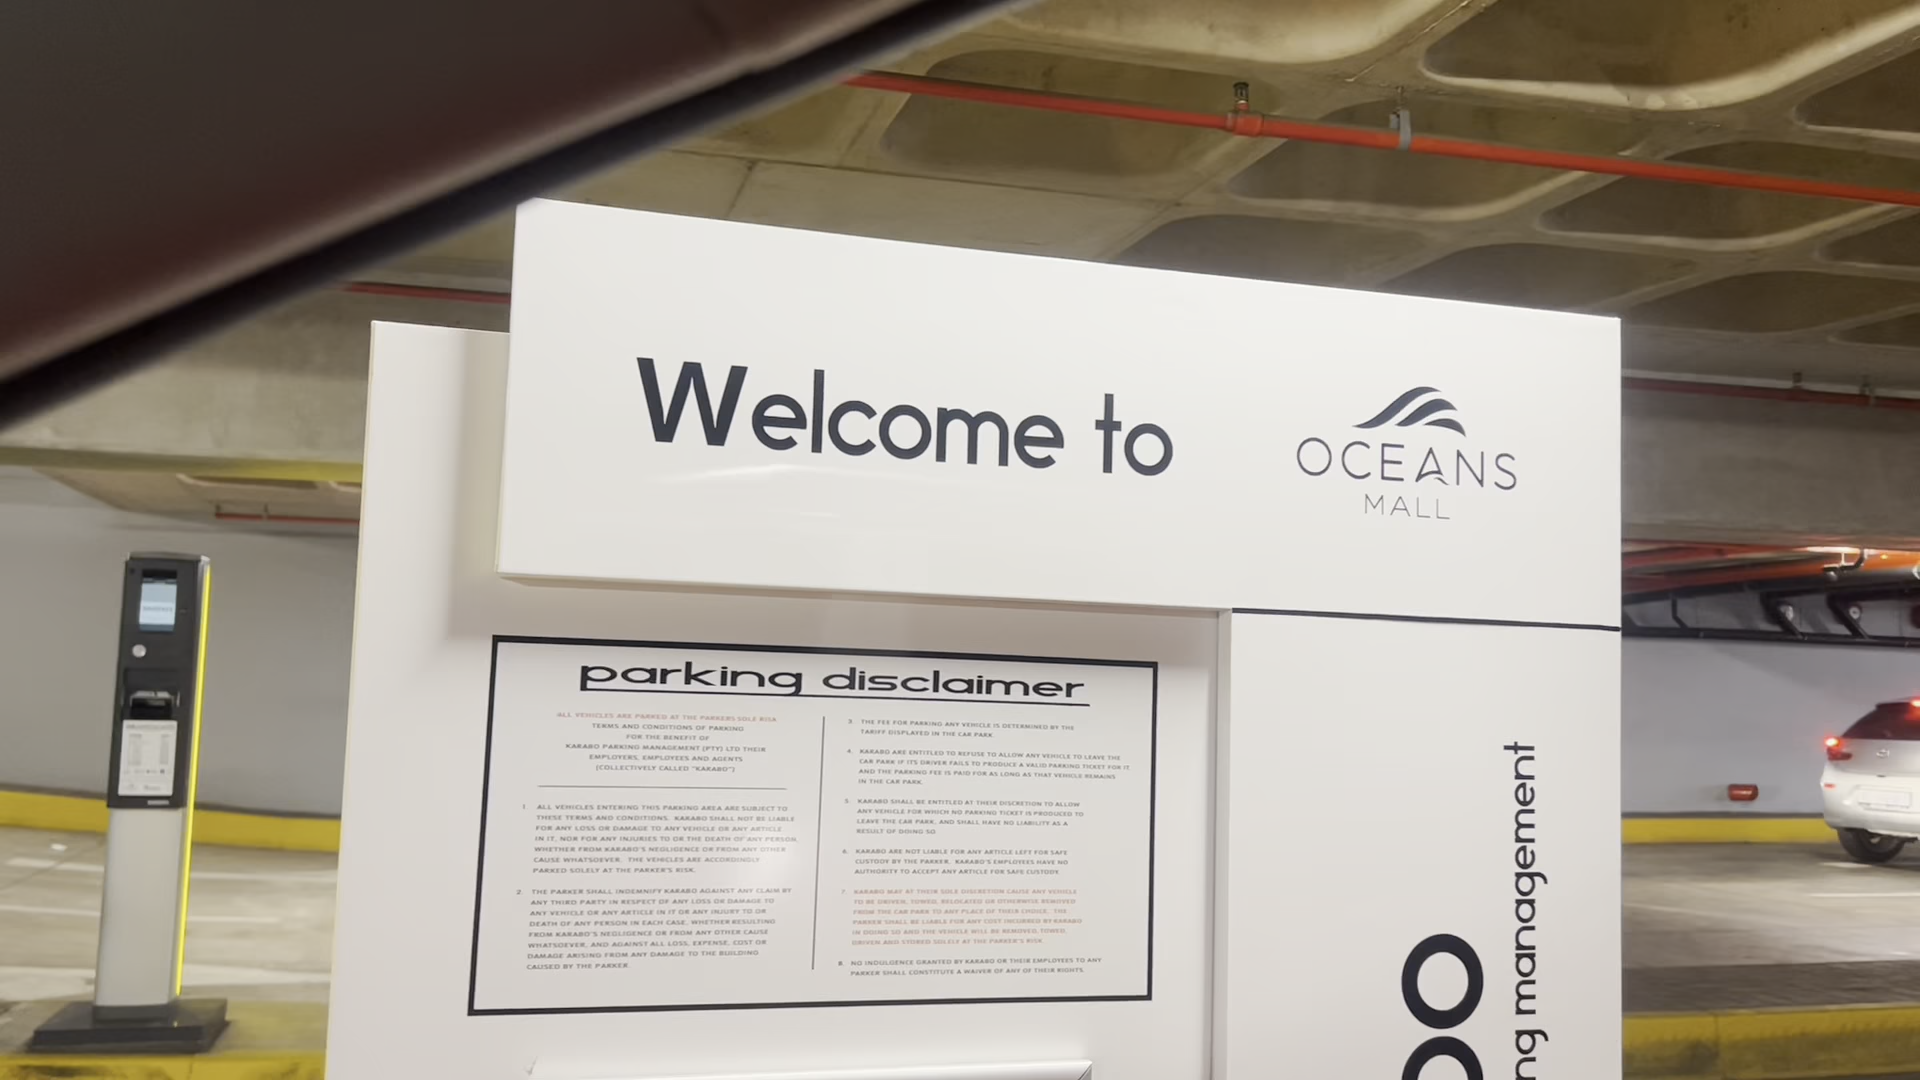 Welcome to
OCEANS
MALL
parking disclaimer
ALL VEHICLES ARE PARKED AT THE PARKERS SOLE RISK
TERMS AND CONDITIONS OF PARKING
FOR THE BENEFIT OF
KARABO PARKING MANAGEMENT (PTY) LTD THEIR
EMPLOYERS, EMPLOYEES AND AGENTS
(COLLECTIVELY CALLED "KARABO")
1. ALL VEHICLES ENTERING THIS PARKING AREA ARE SUBJECT TO
THESE TERMS AND CONDITIONS. KARABO SHALL NOT BE LIABLE
FOR ANY LOSS OR DAMAGE TO ANY VEHICLE OR ANY ARTICLE
IN IT, NOR FOR ANY INJURIES TO OR THE DEATH OF ANY PERSON,
WHETHER FROM KARABO'S NEGLIGENCE OR FROM ANY OTHER
CAUSE WHATSOEVER. THE VEHICLES ARE ACCORDINGLY
PARKED SOLELY AT THE PARKER'S RISK.
2. THE PARKER SHALL INDEMNIFY KARABO AGAINST ANY CLAIM BY
ANY THIRD PARTY IN RESPECT OF ANY LOSS OR DAMAGE TO
ANY VEHICLE OR ANY ARTICLE IN IT OR ANY INJURY TO OR
DEATH OF ANY PERSON IN EACH CASE, WHETHER RESULTING
FROM KARABO'S NEGLIGENCE OR FROM ANY OTHER CAUSE
WHATSOEVER, AND AGAINST ALL LOSS, EXPENSE, COST OR
DAMAGE ARISING FROM ANY DAMAGE TO THE BUILDING
CAUSED BY THE PARKER.
3. THE FEE FOR PARKING ANY VEHICLE IS DETERMINED BY THE
TARIFF DISPLAYED IN THE CAR PARK.
4. KARABO ARE ENTITLED TO REFUSE TO ALLOW ANY VEHICLE TO LEAVE THE
CAR PARK IF ITS DRIVER FAILS TO PRODUCE A VALID PARKING TICKET FOR IT
AND THE PARKING FEE IS PAID FOR AS LONG AS THAT VEHICLE REMAINS
IN THE CAR PARK.
5. KARABO SHALL BE ENTITLED AT THEIR DISCRETION TO ALLOW
ANY VEHICLE FOR WHICH NO PARKING TICKET IS PRODUCED TO
LEAVE THE CAR PARK, AND SHALL HAVE NO LIABILITY AS A
RESULT OF DOING SO.
6. KARABO ARE NOT LIABLE FOR ANY ARTICLE LEFT FOR SAFE
CUSTODY BY THE PARKER. KARABO'S EMPLOYEES HAVE NO
AUTHORITY TO ACCEPT ANY ARTICLE FOR SAFE CUSTODY.
7. KARABO MAY AT THEIR SOLE DISCRETION CAUSE ANY VEHICLE
TO BE DRIVEN, TOWED, RELOCATED OR OTHERWISE REMOVED
FROM THE CAR PARK TO ANY PLACE OF THEIR CHOICE. THE
PARKER SHALL BE LIABLE FOR ANY COST INCURRED BY KARABO
IN DOING SO AND THE VEHICLE WILL BE REMOVED, TOWED,
DRIVEN AND STORED SOLELY AT THE PARKER'S RISK.
8. NO INDULGENCE GRANTED BY KARABO OR THEIR EMPLOYEES TO ANY
PARKER SHALL CONSTITUTE A WAIVER OF ANY OF THEIR RIGHTS.
ng management